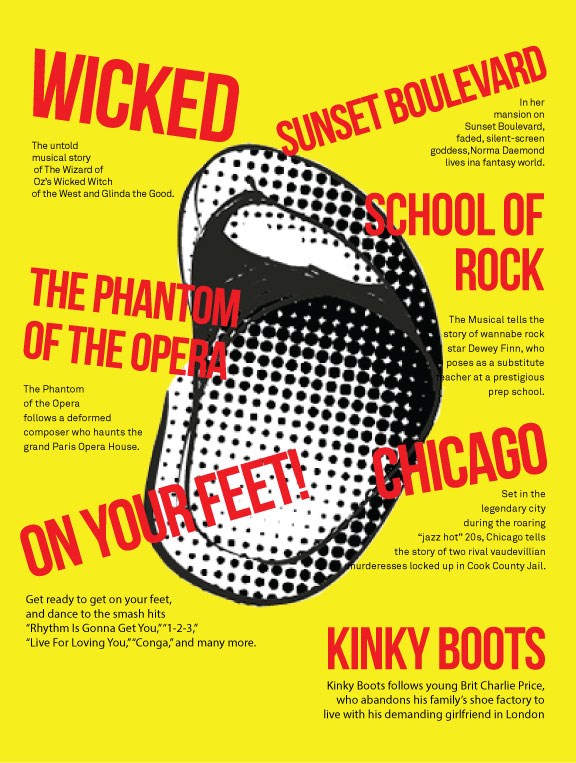 WICKED
The untold
musical story
of The Wizard of
Oz's Wicked Witch
of the West and Glinda the Good.
SUNSET BOULEVARD
In her
mansion on
Sunset Boulevard,
faded, silent-screen
goddess,Norma Daemond
lives ina fantasy world.
SCHOOL OF
ROCK
The Musical tells the
story of wannabe rock
star Dewey Finn, who
poses as a substitute
teacher at a prestigious
prep school.
THE PHANTOM
OF THE OPERA
The Phantom
of the Opera
follows a deformed
composer who haunts the
grand Paris Opera House.
CHICAGO
Set in the
legendary city
during the roaring
“jazz hot” 20s, Chicago tells
the story of two rival vaudevillian
murderesses locked up in Cook County Jail.
ON YOUR FEET!
Get ready to get on your feet,
and dance to the smash hits
“Rhythm Is Gonna Get You,”“1-2-3,”
“Live For Loving You,”“Conga,” and many more.
KINKY BOOTS
Kinky Boots follows young Brit Charlie Price,
who abandons his family's shoe factory to
live with his demanding girlfriend in London